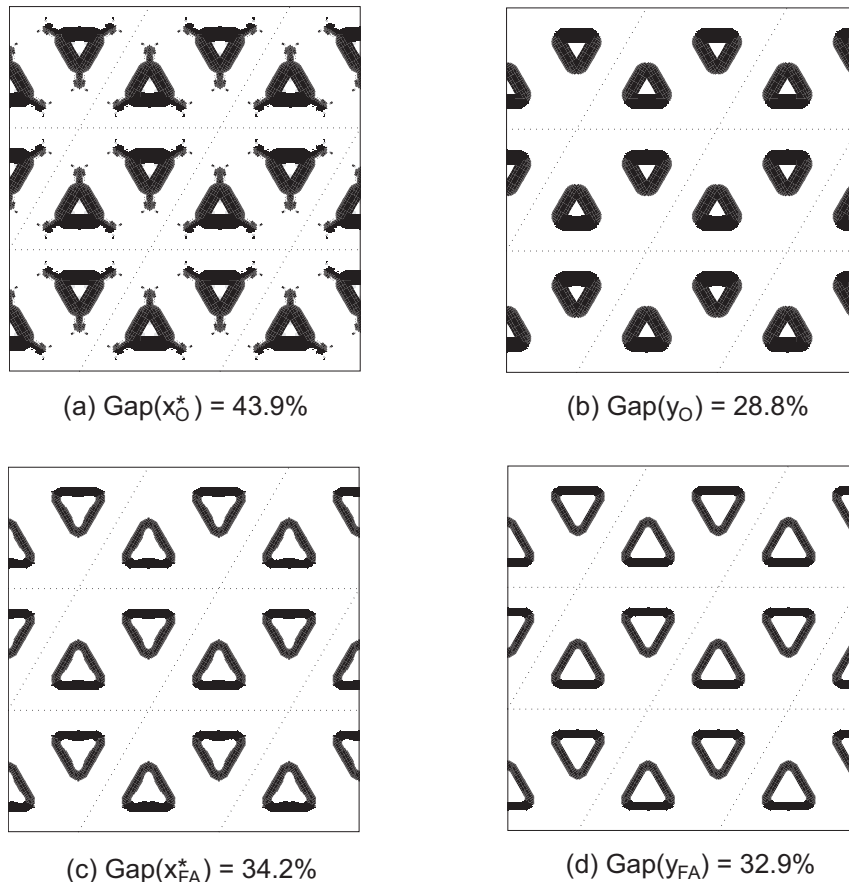 (a) Gap(x*O) = 43.9%
(b) Gap(yO) = 28.8%
(c) Gap(x*FA) = 34.2%
(d) Gap(yFA) = 32.9%